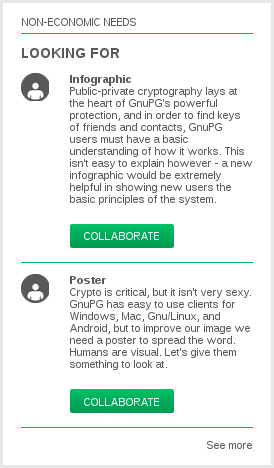 NON-ECONOMIC NEEDS
LOOKING FOR
Infographic
Public-private cryptography lays at
the heart of GnuPG's powerful
protection, and in order to find keys
of friends and contacts, GnuPG
users must have a basic
understanding of how it works. This
isn't easy to explain however - a new
infographic would be extremely
helpful in showing new users the
basic principles of the system.
COLLABORATE
Poster
Crypto is critical, but it isn't very sexy.
GnuPG has easy to use clients for
Windows, Mac, Gnu/Linux, and
Android, but to improve our image we
need a poster to spread the word.
Humans are visual. Let's give them
something to look at.
COLLABORATE
See more